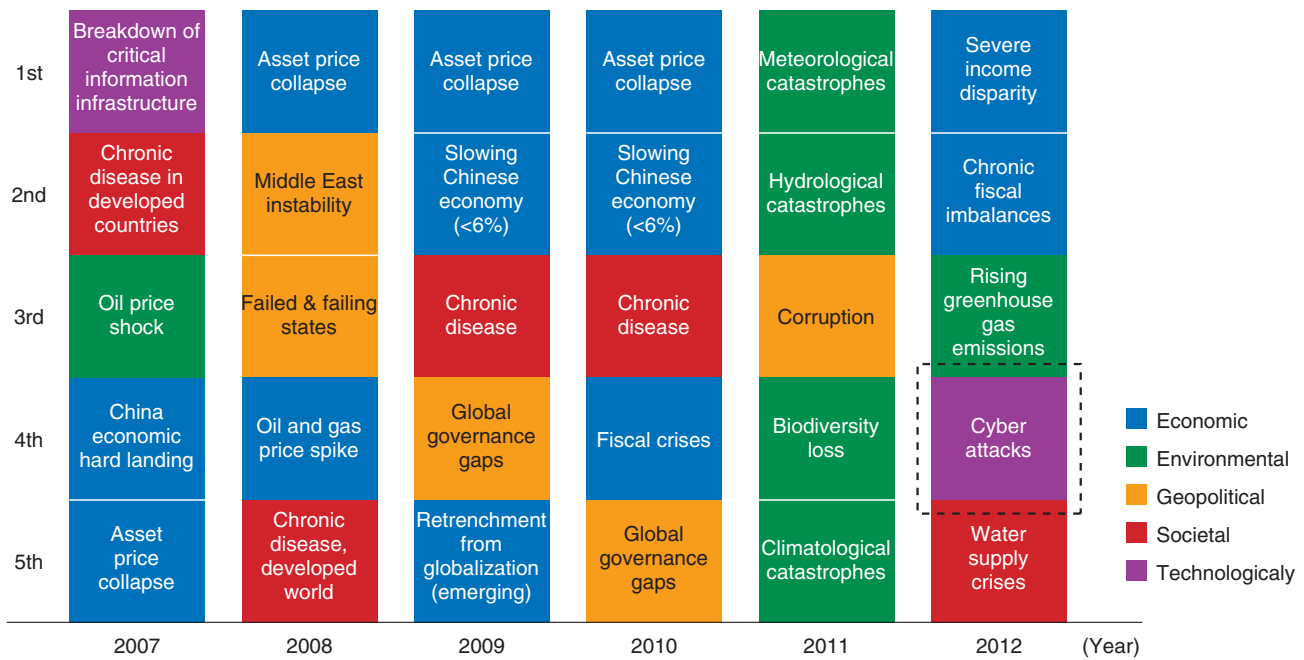 1st
Breakdown of
critical
information
infrastructure
Asset price
collapse
Asset price
collapse
Asset price
collapse
Meteorological
catastrophes
Severe
income
disparity
2nd
Chronic
disease in
developed
countries
Middle East
instability
Slowing
Chinese
economy
(<6%)
Slowing
Chinese
economy
(<6%)
Hydrological
catastrophes
Chronic
fiscal
imbalances
3rd
Oil price
shock
Failed & failing
states
Chronic
disease
Chronic
disease
Corruption
Rising
greenhouse
gas
emissions
4th
China
economic
hard landing
Oil and gas
price spike
Global
governance
gaps
Fiscal crises
Biodiversity
loss
Cyber
attacks
5th
Asset
price
collapse
Chronic
disease,
developed
world
Retrenchment
from
globalization
(emerging)
Global
governance
gaps
Climatological
catastrophes
Water
supply
crises
Economic
Environmental
Geopolitical
Societal
Technologicaly
2007
2008
2009
2010
2011
2012
(Year)